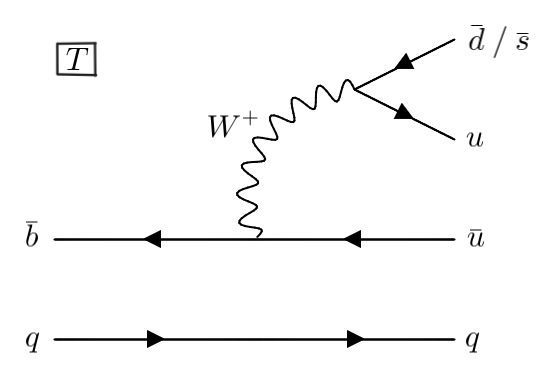 T
d̄ / s̄
W⁺
u
b̄ ū
q q